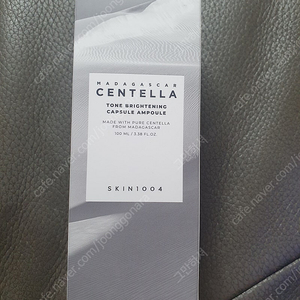 MADAGASCAR
CENTELLA
TONE BRIGHTENING
CAPSULE AMPOULE
MADE WITH PURE CENTELLA
FROM MADAGASCAR
100 ML / 3.38 FL.OZ.
SKIN1004